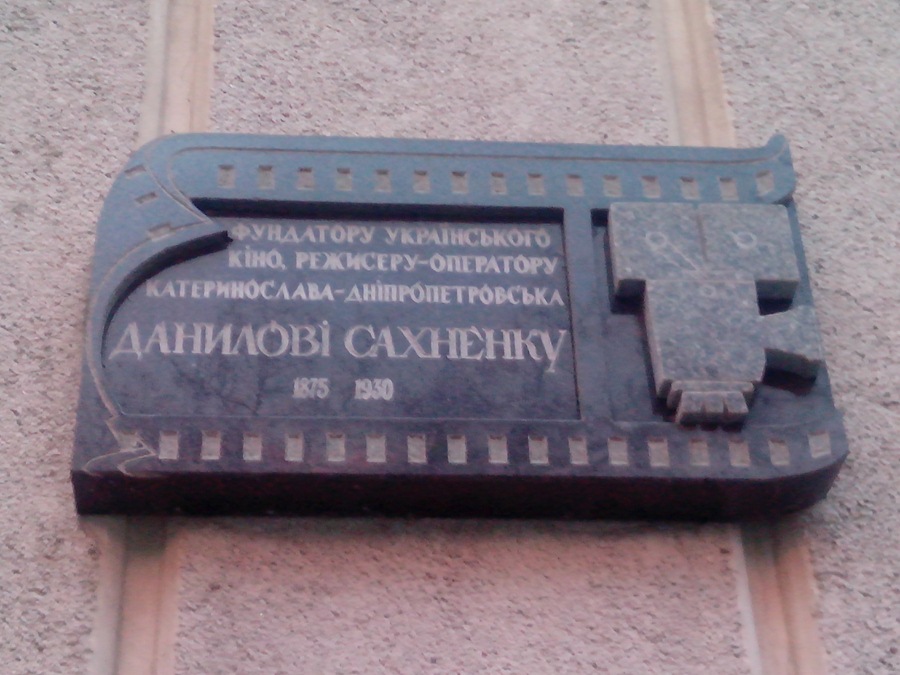 ФУНДАТОРУ УКРАЇНСЬКОГО
КІНО, РЕЖИСЕРУ-ОПЕРАТОРУ
КАТЕРИНОСЛАВА-ДНІПРОПЕТРОВСЬКА
ДАНИЛОВІ САХНЕНКУ
1875 1930